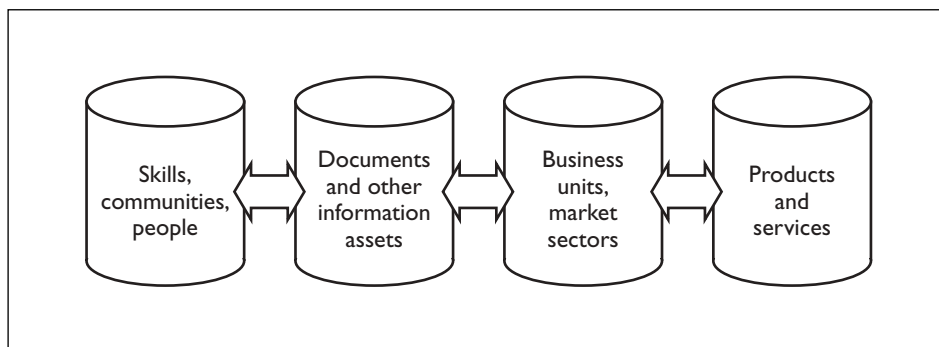 Skills,
communities,
people
Documents
and other
information
assets
Business
units,
market
sectors
Products
and
services